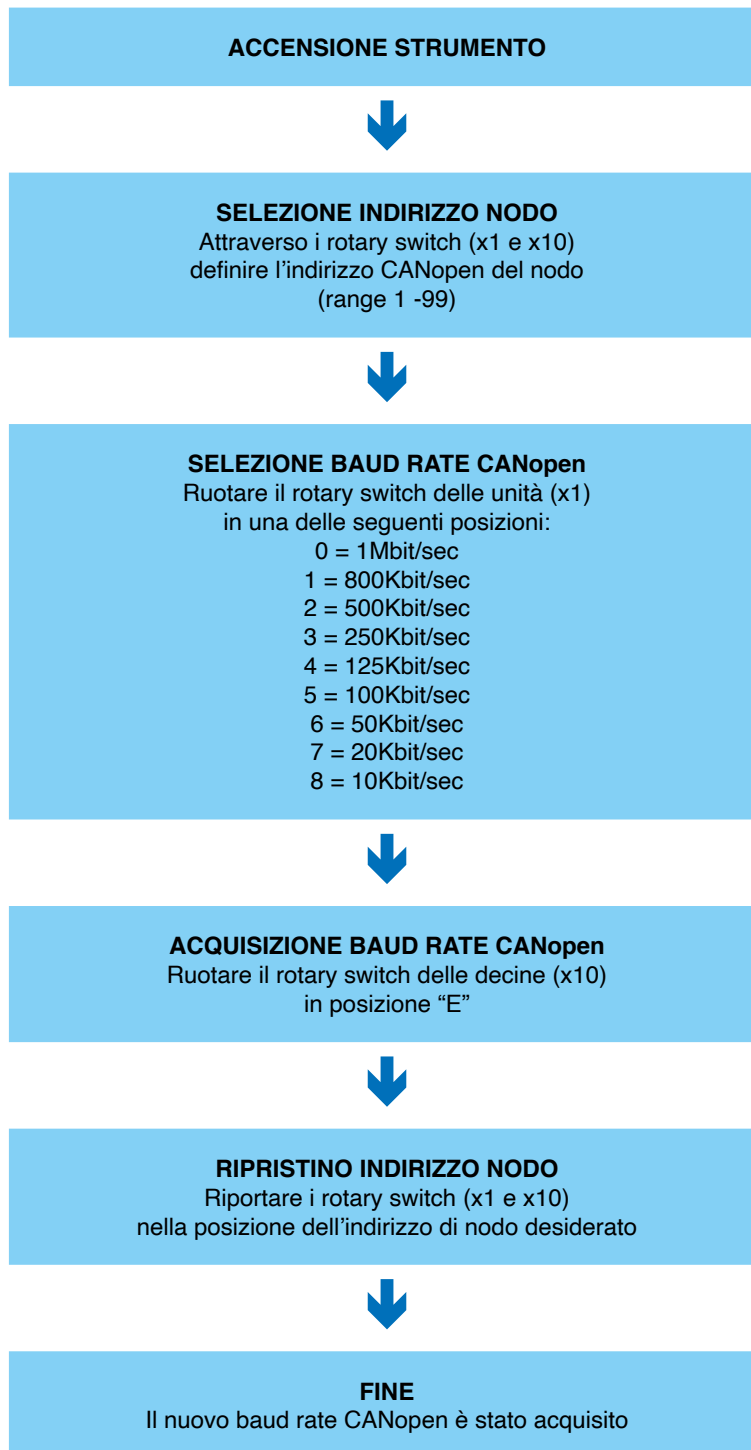 ACCENSIONE STRUMENTO
SELEZIONE INDIRIZZO NODO
Attraverso i rotary switch (x1 e x10)
definire l'indirizzo CANopen del nodo
(range 1 -99)
SELEZIONE BAUD RATE CANopen
Ruotare il rotary switch delle unità (x1)
in una delle seguenti posizioni:
0 = 1Mbit/sec
1 = 800Kbit/sec
2 = 500Kbit/sec
3 = 250Kbit/sec
4 = 125Kbit/sec
5 = 100Kbit/sec
6 = 50Kbit/sec
7 = 20Kbit/sec
8 = 10Kbit/sec
ACQUISIZIONE BAUD RATE CANopen
Ruotare il rotary switch delle decine (x10)
in posizione “E”
RIPRISTINO INDIRIZZO NODO
Riportare i rotary switch (x1 e x10)
nella posizione dell'indirizzo di nodo desiderato
FINE
Il nuovo baud rate CANopen è stato acquisito